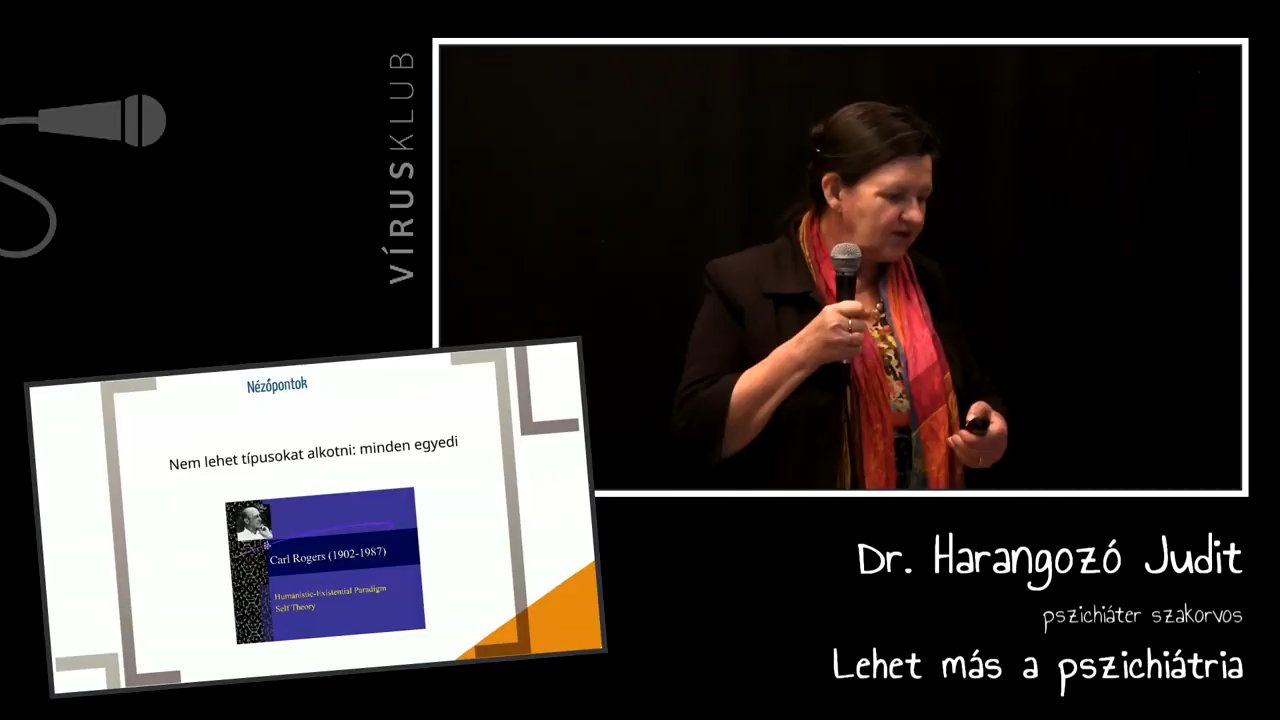 VÍRUSKLUB
Nézőpontok
Nem lehet típusokat alkotni: minden egyedi
Carl Rogers (1902-1987)
Humanistic-Existential Paradigm
Self Theory
Dr. Harangozó Judit
pszichiáter szakorvos
Lehet más a pszichiátria